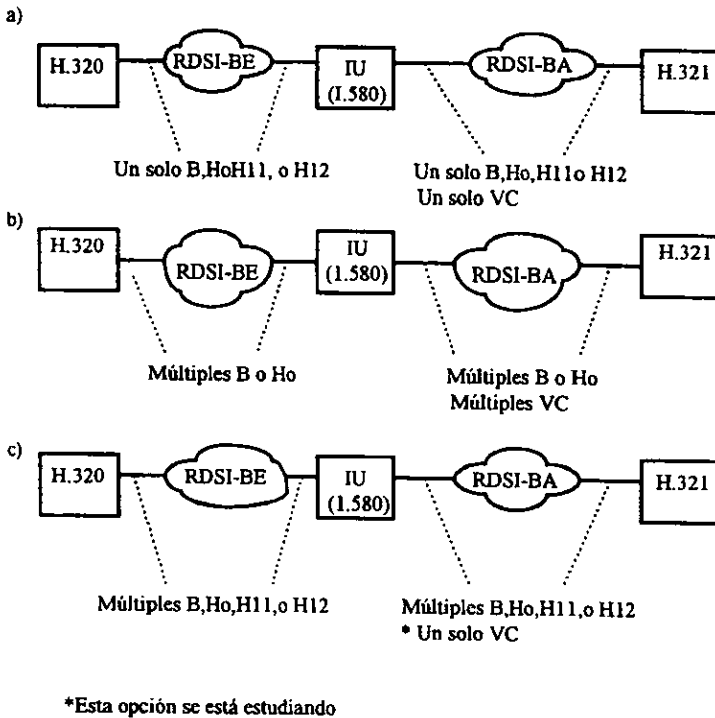 a)
H.320
RDSI-BE
IU
(I.580)
RDSI-BA
H.321
Un solo B,HoH11, o H12
Un solo B,Ho,H11o H12
Un solo VC
b)
H.320
RDSI-BE
IU
(1.580)
RDSI-BA
H.321
Múltiples B o Ho
Múltiples B o Ho
Múltiples VC
c)
H.320
RDSI-BE
IU
(1.580)
RDSI-BA
H.321
Múltiples B,Ho,H11,o H12
Múltiples B,Ho,H11,o H12
* Un solo VC
*Esta opción se está estudiando